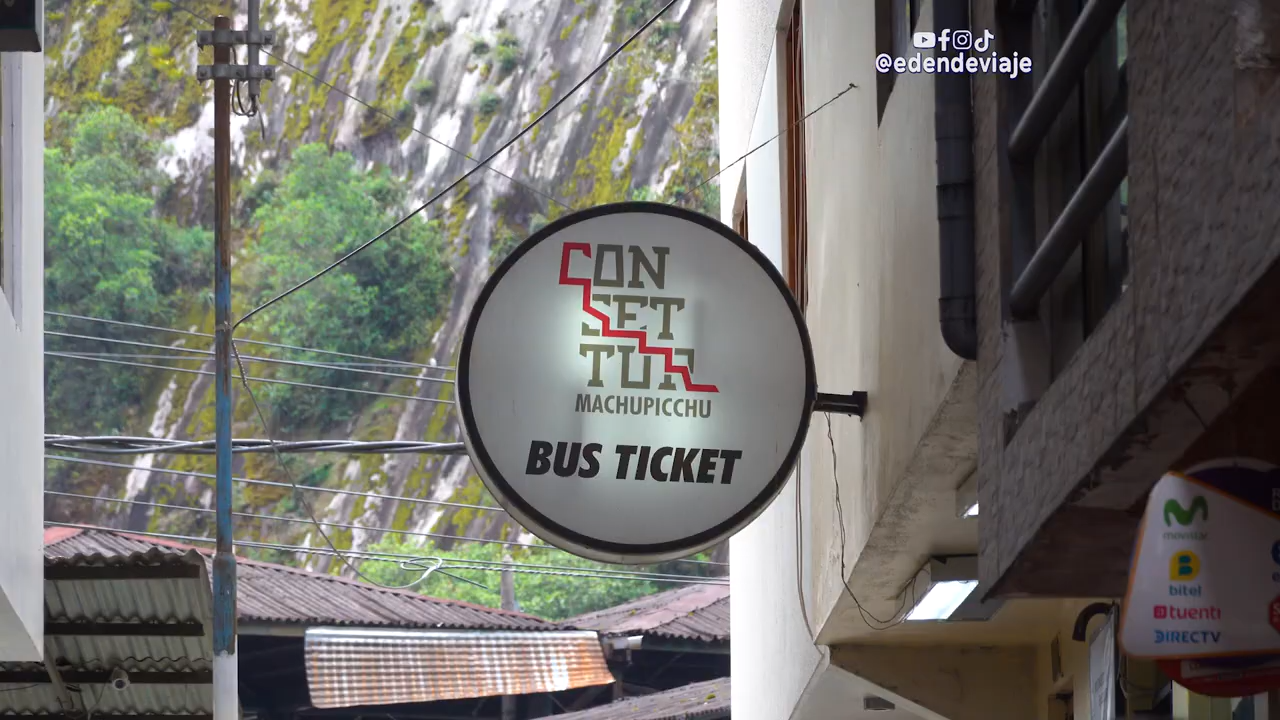 @edendeviaje
CON
SET
TUR
MACHUPICCHU
BUS TICKET
movistar
bitel
tuenti
DIRECTV